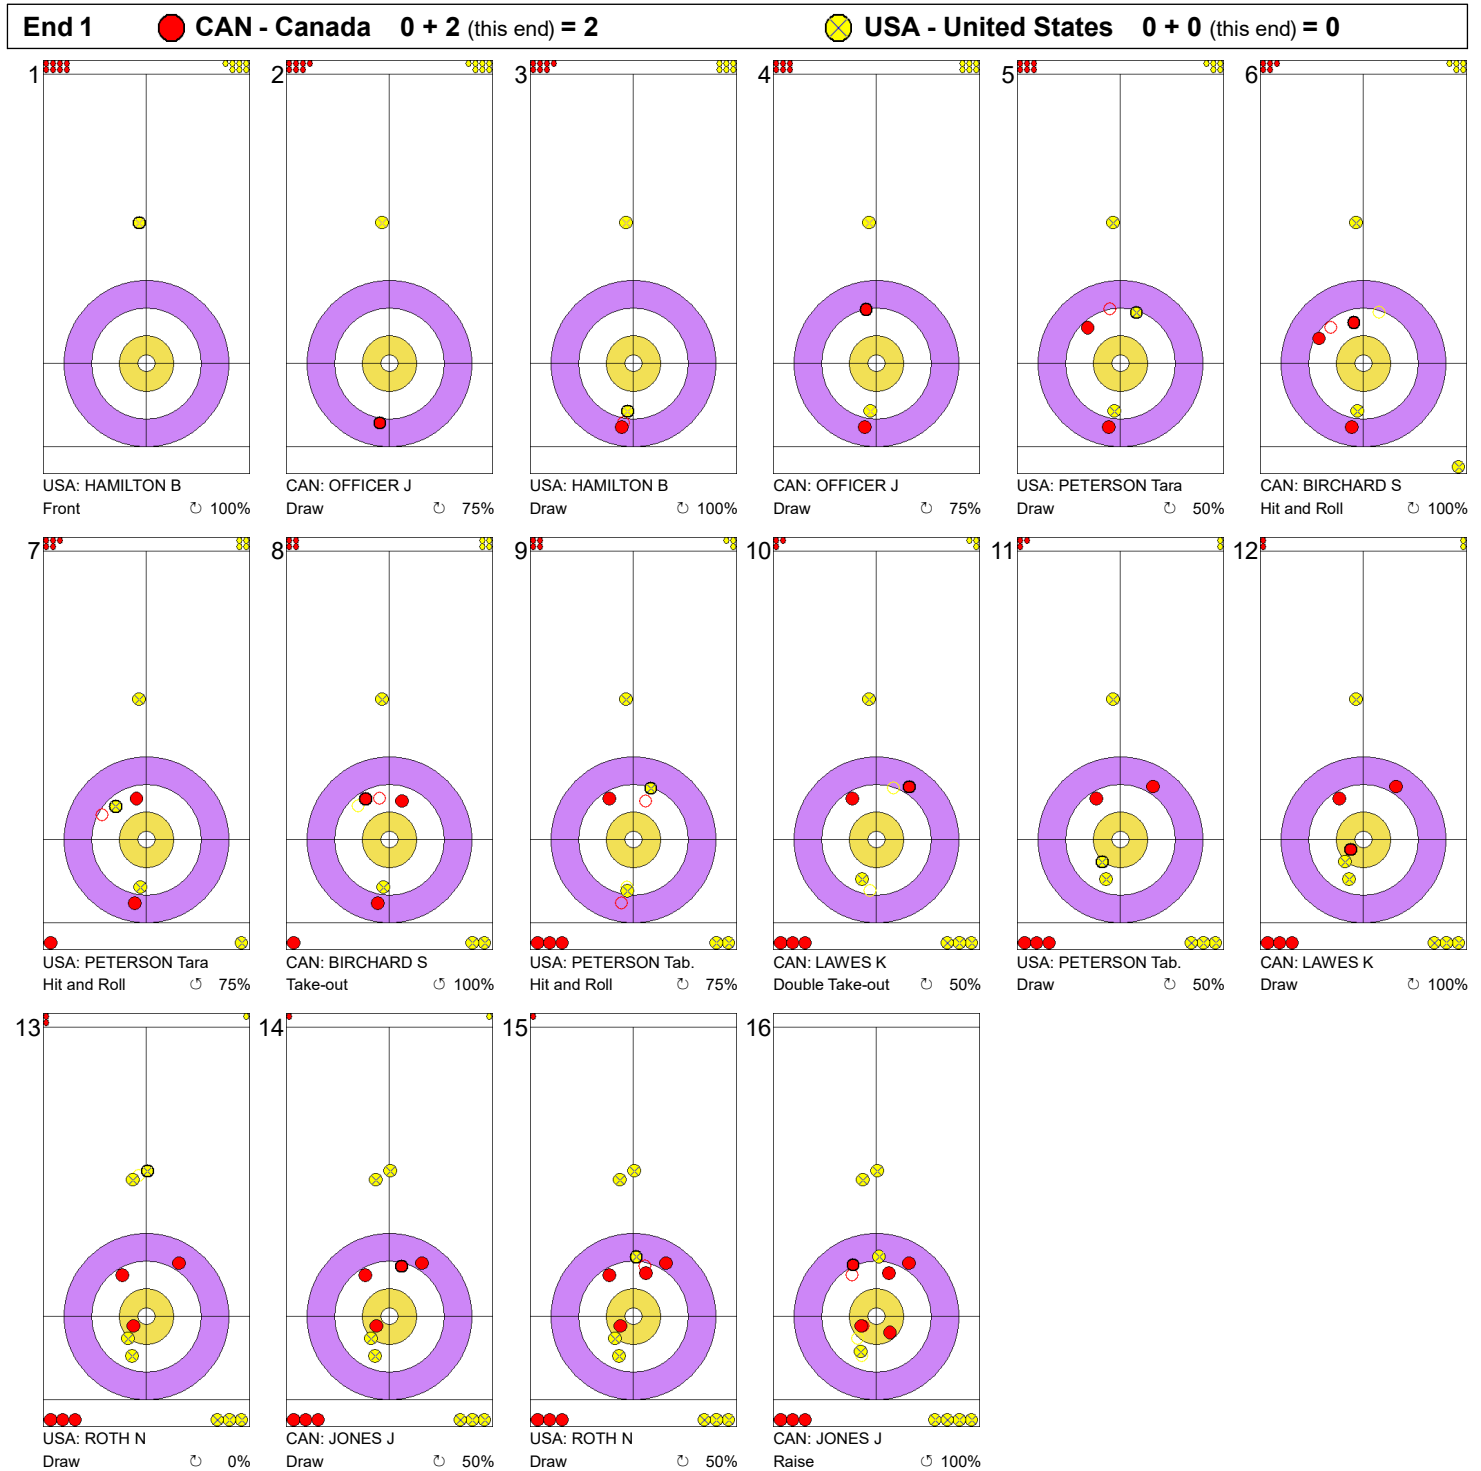 End 1 CAN - Canada 0 + 2 (this end) = 2 USA - United States 0 + 0 (this end) = 0
1 2 3 4 5 6
USA: HAMILTON B CAN: OFFICER J USA: HAMILTON B CAN: OFFICER J USA: PETERSON Tara CAN: BIRCHARD S
Front ↻ 100% Draw ↻ 75% Draw ↻ 100% Draw ↻ 75% Draw ↻ 50% Hit and Roll ↻ 100%
7 8 9 10 11 12
USA: PETERSON Tara CAN: BIRCHARD S USA: PETERSON Tab. CAN: LAWES K USA: PETERSON Tab. CAN: LAWES K
Hit and Roll ↺ 75% Take-out ↺ 100% Hit and Roll ↻ 75% Double Take-out ↻ 50% Draw ↻ 50% Draw ↻ 100%
13 14 15 16
USA: ROTH N CAN: JONES J USA: ROTH N CAN: JONES J
Draw ↻ 0% Draw ↻ 50% Draw ↻ 50% Raise ↻ 100%